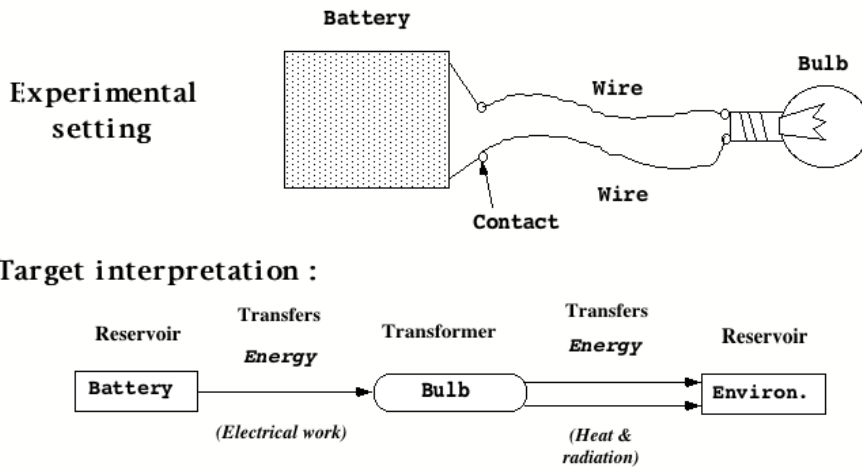 Battery
Experimental
setting
Wire
Bulb
Wire
Contact
Target interpretation :
Reservoir
Transfers
Energy
Transformer
Transfers
Energy
Reservoir
Battery
Bulb
Environ.
(Electrical work)
(Heat &
radiation)